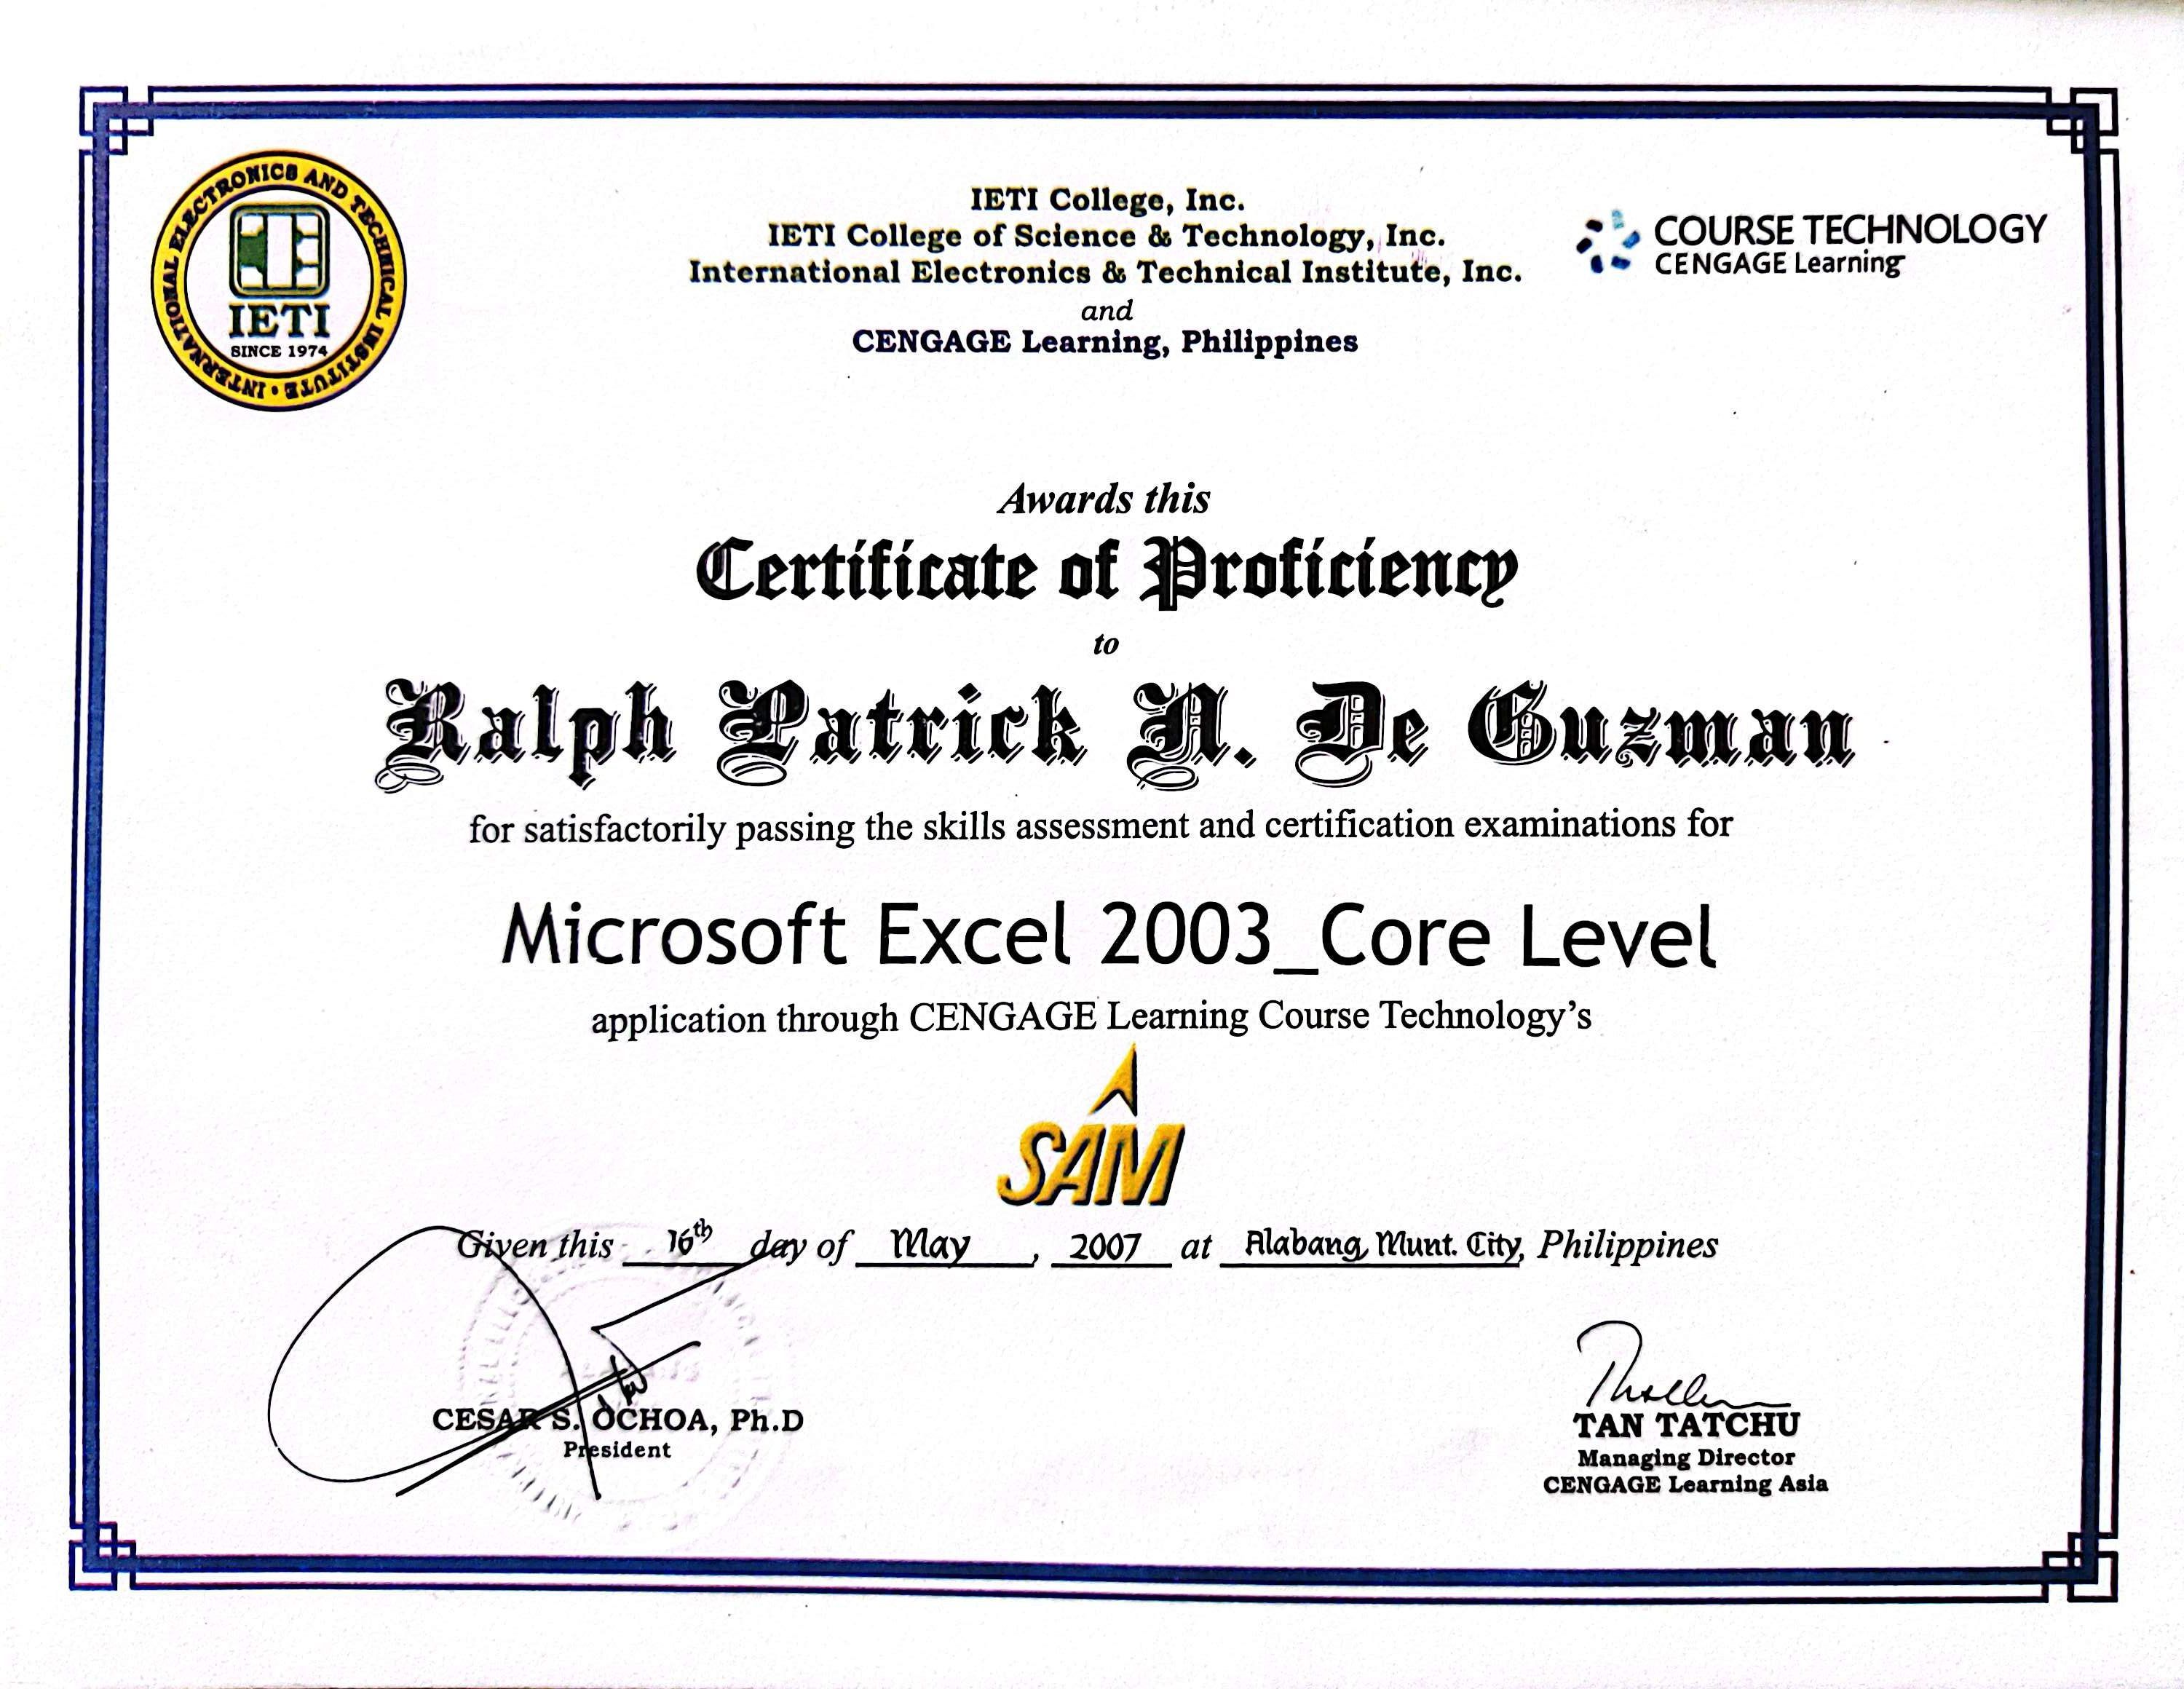 INTERNATIONAL ELECTRONICS AND TECHNICAL INSTITUTE •
IETI
SINCE 1974
IETI College, Inc.
IETI College of Science & Technology, Inc.
International Electronics & Technical Institute, Inc.
and
CENGAGE Learning, Philippines
COURSE TECHNOLOGY
CENGAGE Learning
Awards this
Certificate of Proficiency
to
Ralph Patrick N. De Guzman
for satisfactorily passing the skills assessment and certification examinations for
Microsoft Excel 2003_Core Level
application through CENGAGE Learning Course Technology's
SAM
Given this 16th day of May, 2007 at Alabang, Munt. City, Philippines
CESAR S. OCHOA, Ph.D
President
TAN TATCHU
Managing Director
CENGAGE Learning Asia